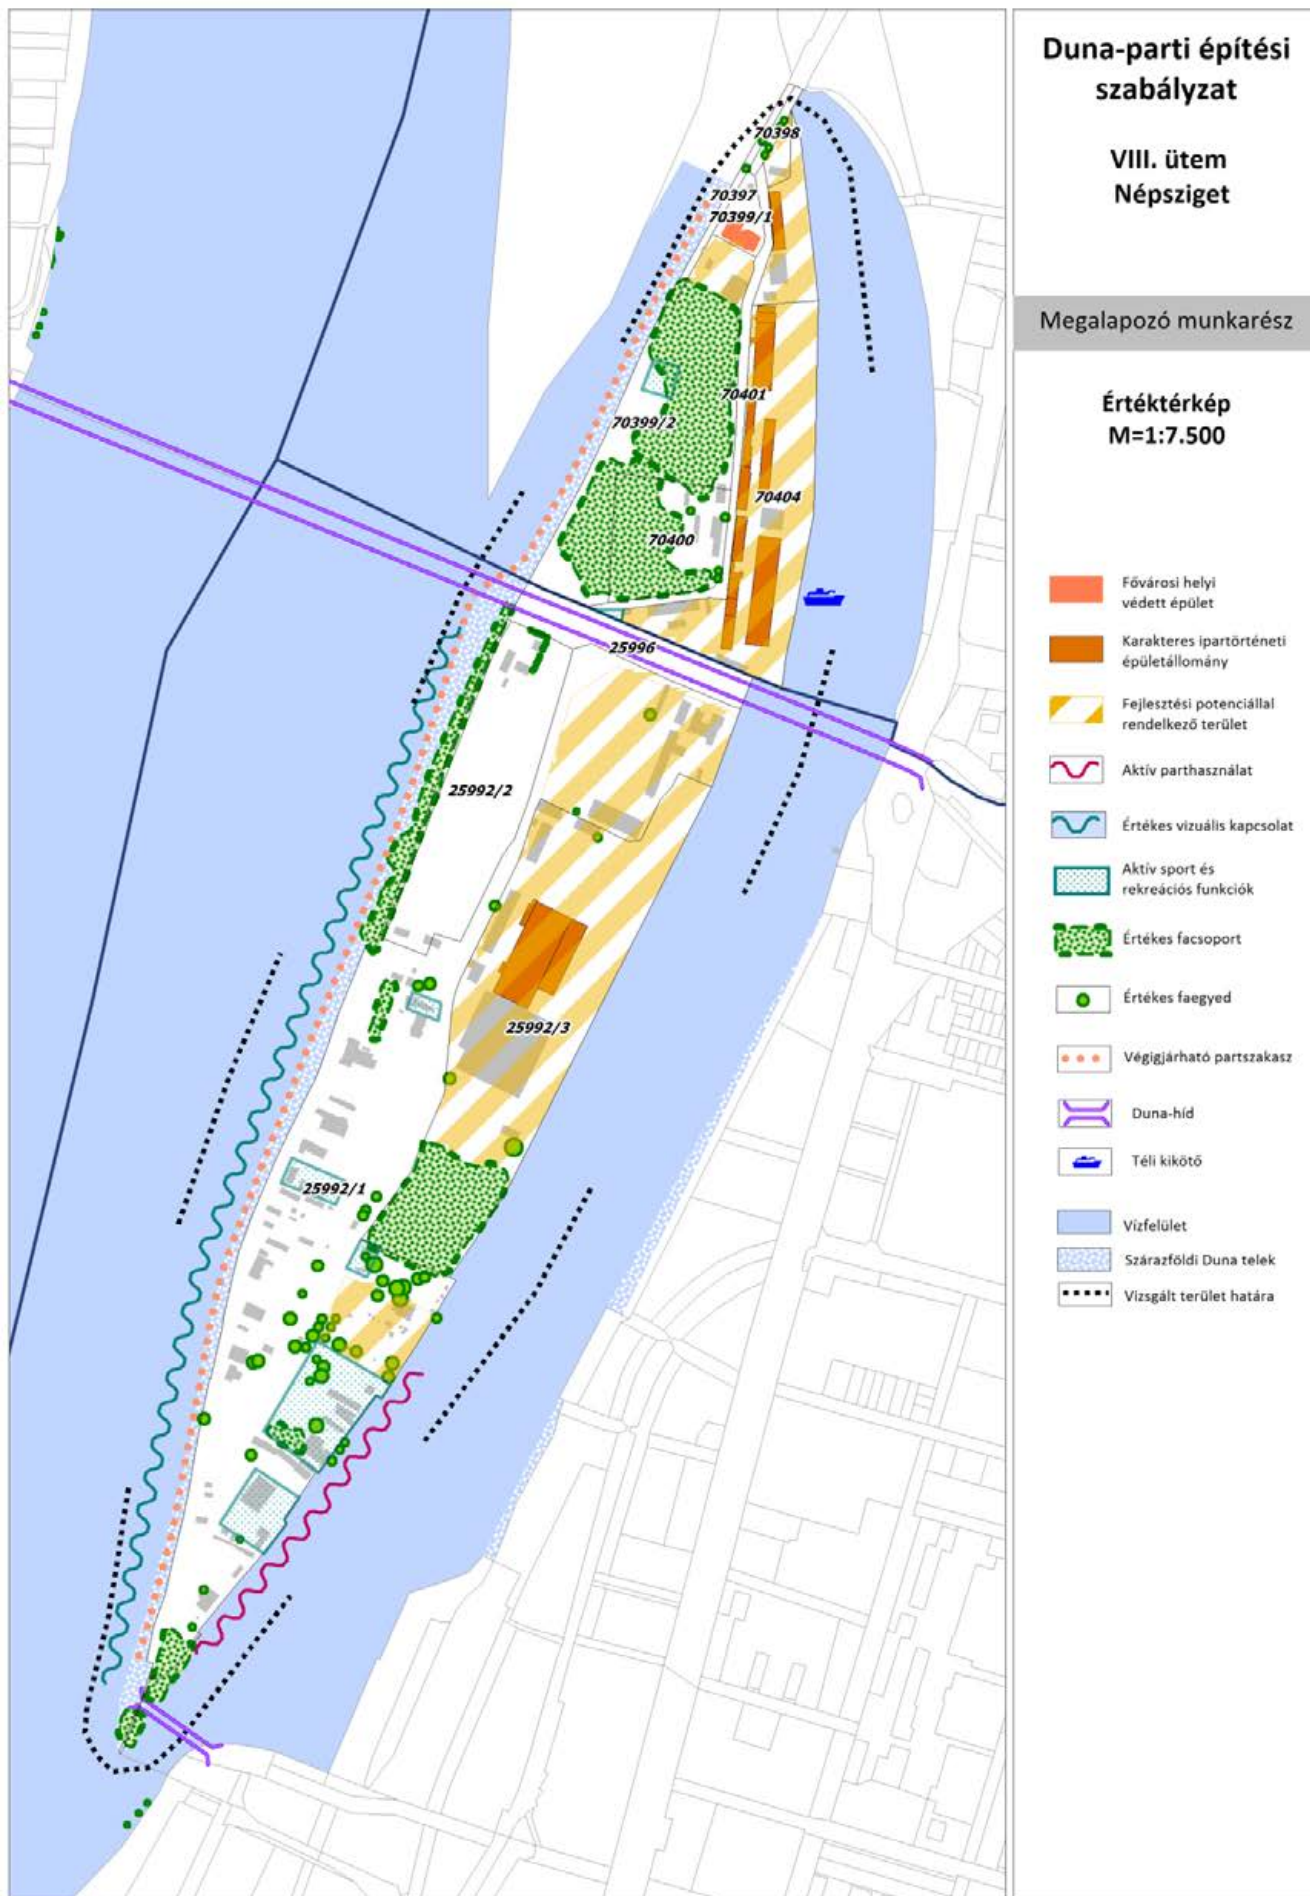 Duna-parti építési
szabályzat
VIII. ütem
Népsziget
Megalapozó munkarész
Értéktérkép
M=1:7.500
Fővárosi helyi
védett épület
Karakteres ipartörténeti
épületállomány
Fejlesztési potenciállal
rendelkező terület
Aktív parthasználat
Értékes vizuális kapcsolat
Aktív sport és
rekreációs funkciók
Értékes facsoport
Értékes faegyed
Végigjárható partszakasz
Duna-híd
Téli kikötő
Vízfelület
Szárazföldi Duna telek
Vizsgált terület határa
70398
70397
70399/1
70401
70399/2
70404
70400
25996
25992/2
25992/3
25992/1